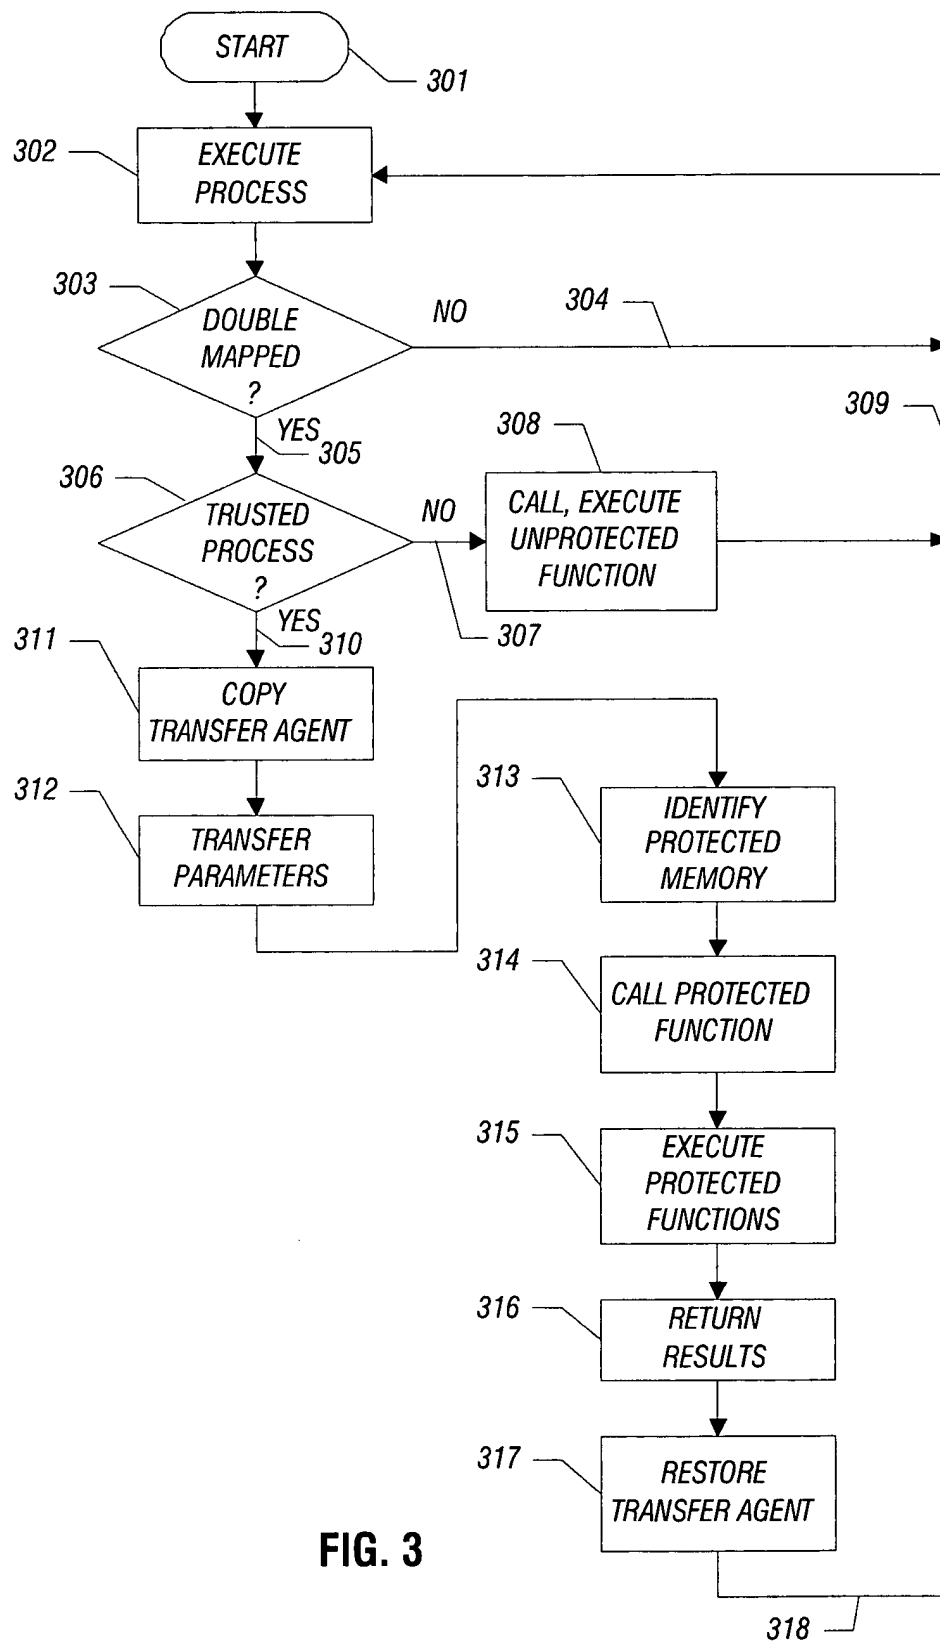 START
301
302
EXECUTE
PROCESS
303
DOUBLE
MAPPED
?
NO
304
YES
305
309
306
TRUSTED
PROCESS
?
NO
307
308
CALL, EXECUTE
UNPROTECTED
FUNCTION
YES
310
311
COPY
TRANSFER AGENT
312
TRANSFER
PARAMETERS
313
IDENTIFY
PROTECTED
MEMORY
314
CALL PROTECTED
FUNCTION
315
EXECUTE
PROTECTED
FUNCTIONS
316
RETURN
RESULTS
317
RESTORE
TRANSFER AGENT
318
FIG. 3